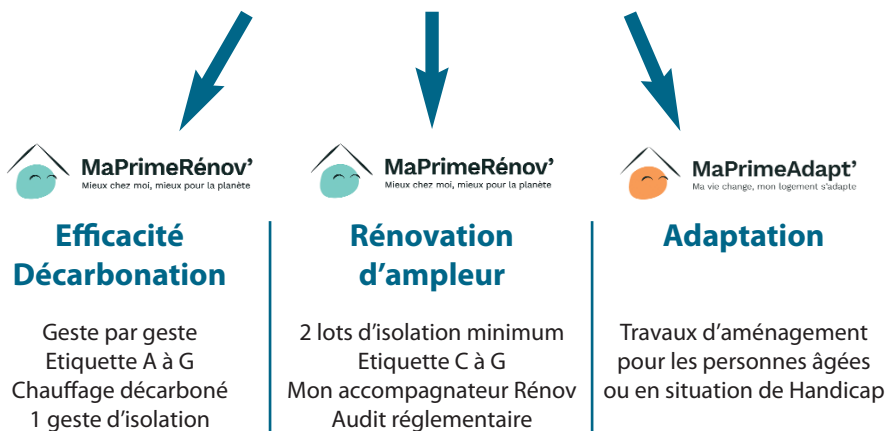 MaPrimeRénov'
Mieux chez moi, mieux pour la planète
Efficacité
Décarbonation
Geste par geste
Etiquette A à G
Chauffage décarboné
1 geste d'isolation
MaPrimeRénov'
Mieux chez moi, mieux pour la planète
Rénovation
d'ampleur
2 lots d'isolation minimum
Etiquette C à G
Mon accompagnateur Rénov
Audit réglementaire
MaPrimeAdapt'
Ma vie change, mon logement s'adapte
Adaptation
Travaux d'aménagement
pour les personnes âgées
ou en situation de Handicap